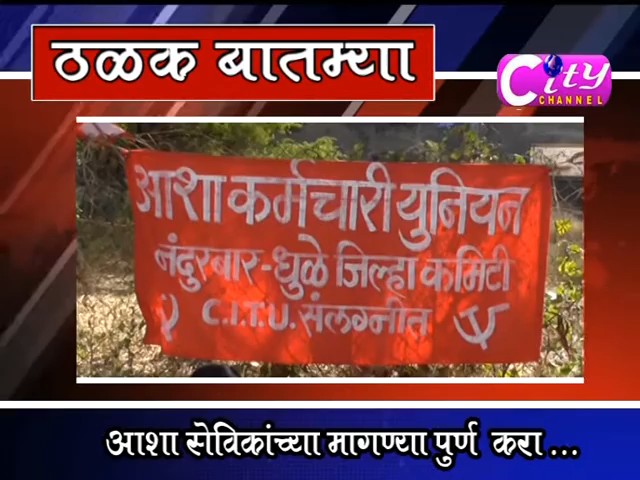 ठळक बातम्या
City
CHANNEL
आशा कर्मचारी युनियन
नंदुरबार-धुळे जिल्हा कमिटी
C.I.T.U. संलग्नीत
आशा सेविकांच्या मागण्या पुर्ण करा ...